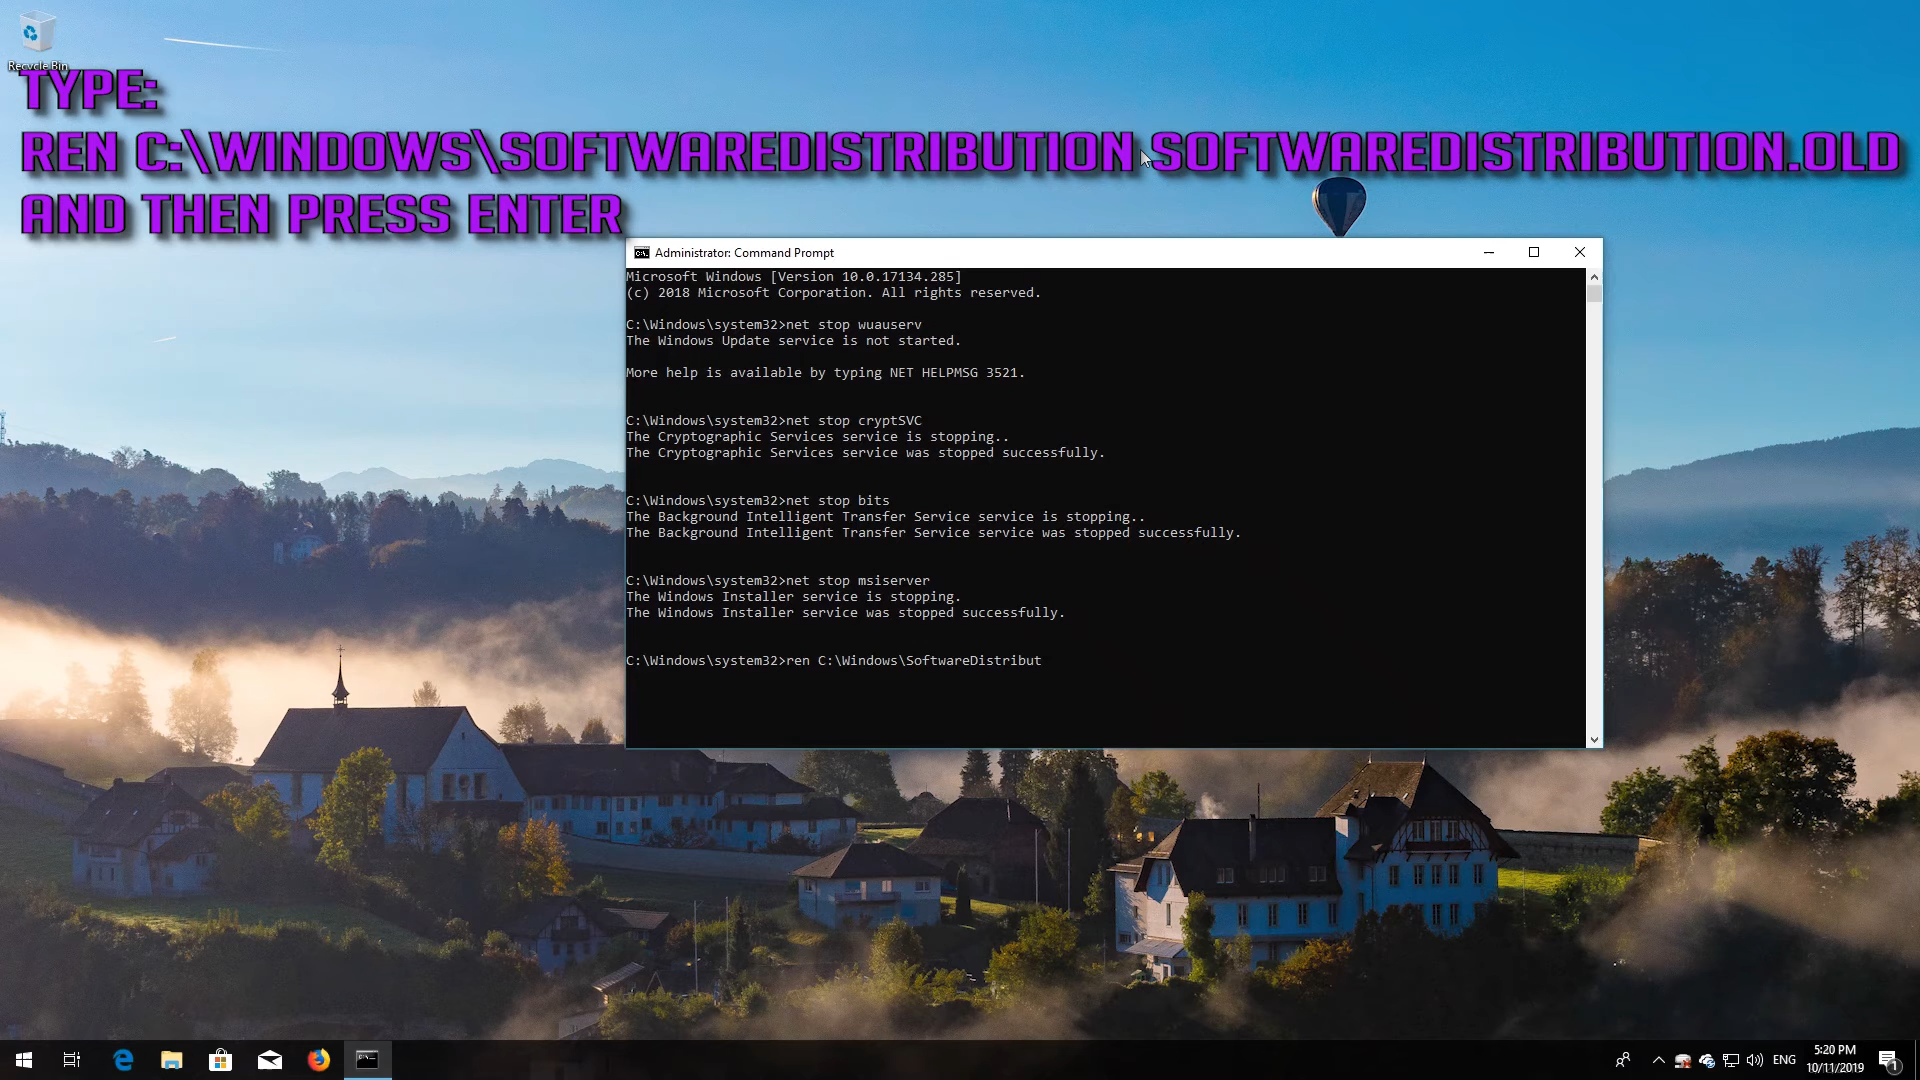 Recycle Bin
TYPE:
REN C:\WINDOWS\SOFTWAREDISTRIBUTION SOFTWAREDISTRIBUTION.OLD
AND THEN PRESS ENTER
Administrator: Command Prompt
Microsoft Windows [Version 10.0.17134.285]
(c) 2018 Microsoft Corporation. All rights reserved.
C:\Windows\system32>net stop wuauserv
The Windows Update service is not started.
More help is available by typing NET HELPMSG 3521.
C:\Windows\system32>net stop cryptSVC
The Cryptographic Services service is stopping..
The Cryptographic Services service was stopped successfully.
C:\Windows\system32>net stop bits
The Background Intelligent Transfer Service service is stopping..
The Background Intelligent Transfer Service service was stopped successfully.
C:\Windows\system32>net stop msiserver
The Windows Installer service is stopping.
The Windows Installer service was stopped successfully.
C:\Windows\system32>ren C:\Windows\SoftwareDistribut
ENG
5:20 PM
10/11/2019
1